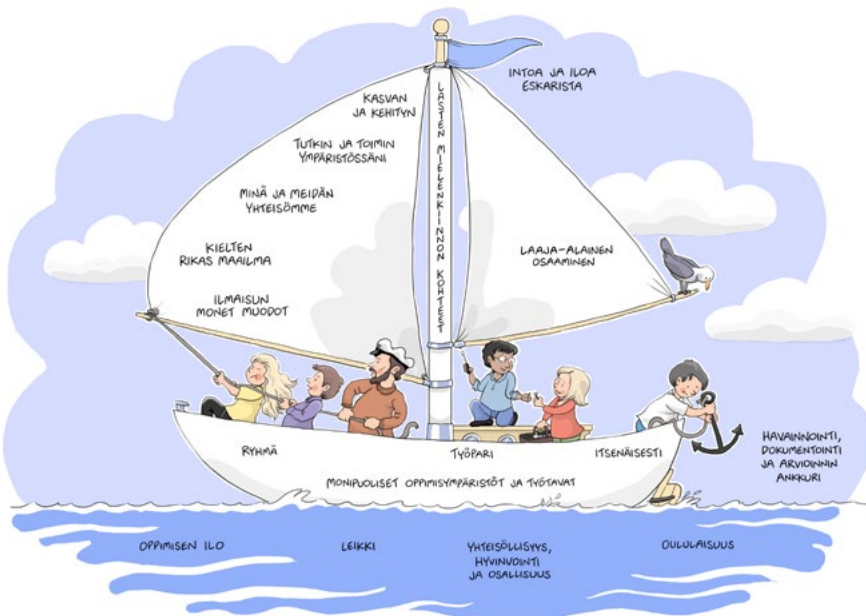 INTOA JA ILOA
ESKARISTA
KASVAN
JA KEHITYN
TUTKIN JA TOIMIN
YMPÄRISTÖSSÄNI
MINÄ JA MEIDÄN
YHTEISÖMME
KIELTEN
RIKAS MAAILMA
ILMAISUN
MONET MUODOT
LASTEN MIELENKIINNON KOHTEET
LAAJA-ALAINEN
OSAAMINEN
RYHMÄ
TYÖPARI
ITSENÄISESTI
MONIPUOLISET OPPIMISYMPÄRISTÖT JA TYÖTAVAT
HAVAINNOINTI,
DOKUMENTOINTI
JA ARVIOINNIN
ANKKURI
OPPIMISEN ILO
LEIKKI
YHTEISÖLLISYYS,
HYVINVOINTI
JA OSALLISUUS
OULULAISUUS